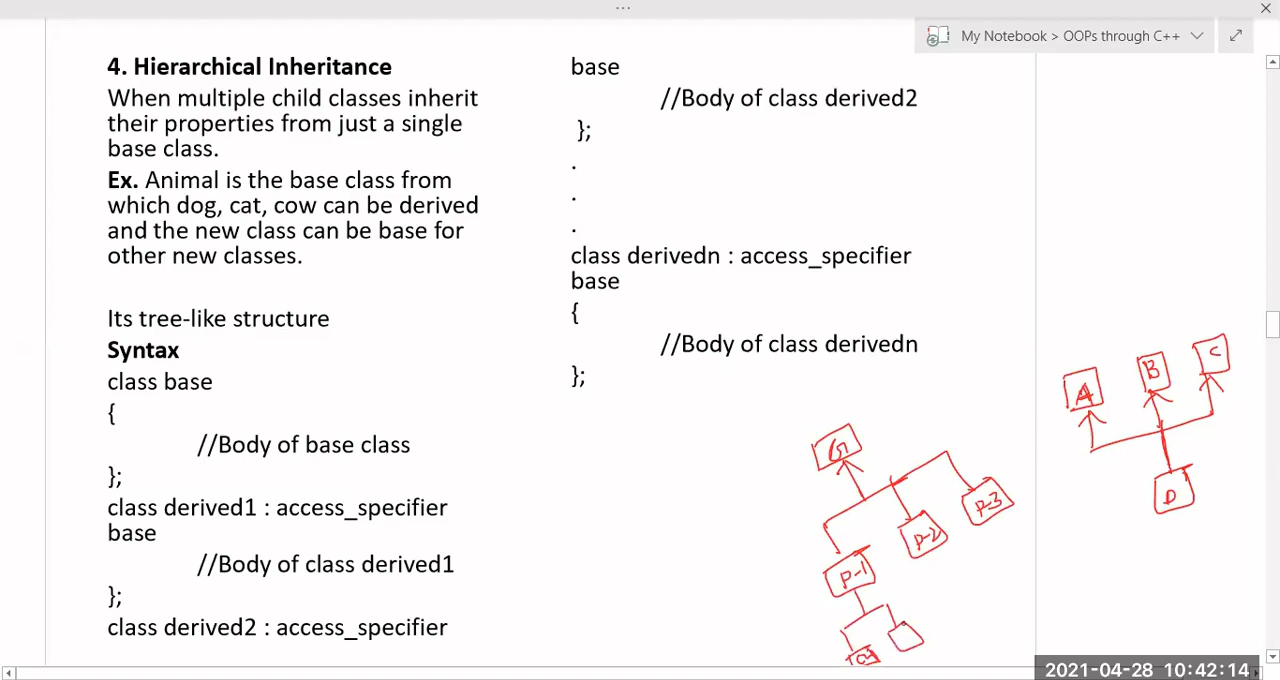 My Notebook > OOPs through C++
4. Hierarchical Inheritance
When multiple child classes inherit
their properties from just a single
base class.
Ex. Animal is the base class from
which dog, cat, cow can be derived
and the new class can be base for
other new classes.
Its tree-like structure
Syntax
class base
{
//Body of base class
};
class derived1 : access_specifier
base
//Body of class derived1
};
class derived2 : access_specifier
base
//Body of class derived2
};
.
.
.
class derivedn : access_specifier
base
{
//Body of class derivedn
};
G
P-1
P-2
P-3
A
B
C
D
2021-04-28 10:42:14